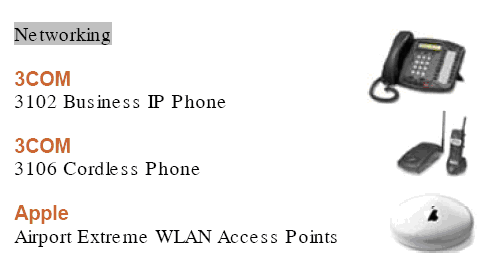 Networking
3COM
3102 Business IP Phone
3COM
3106 Cordless Phone
Apple
Airport Extreme WLAN Access Points